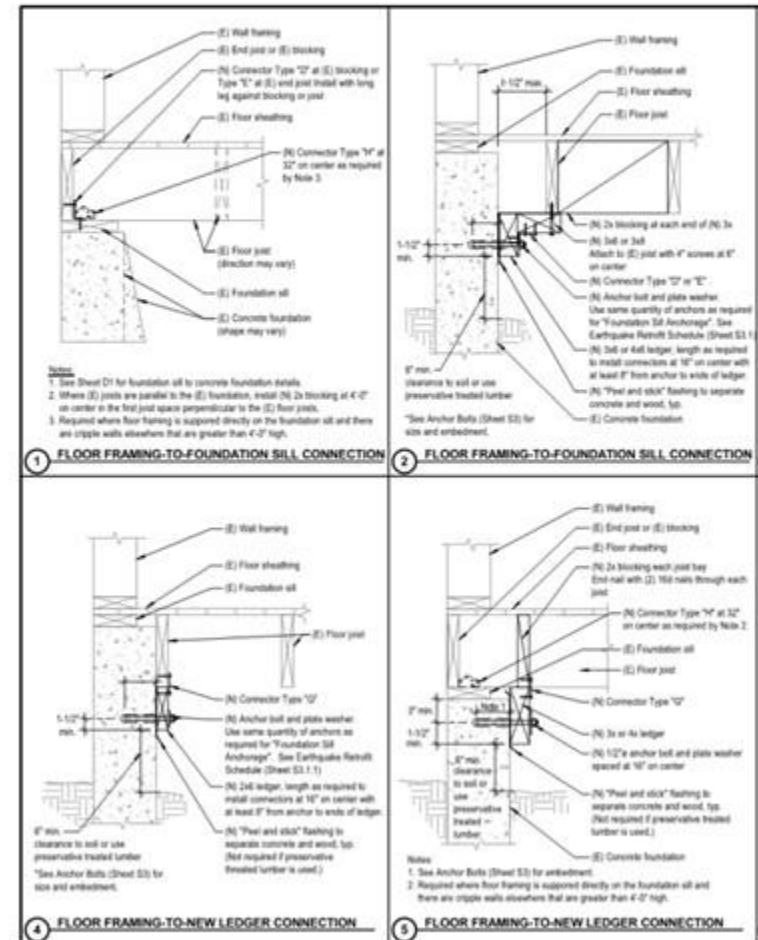 (E) Wall framing
(E) End joist or (E) blocking
(N) Connector Type "D" at (E) blocking or
Type "E" at (E) end joist Install with long
leg against blocking or joist
(E) Floor sheathing
(N) Connector Type "H" at
32" on center as required
by Note 3.
(E) Floor joist
(direction may vary)
(E) Foundation sill
(E) Concrete foundation
(shape may vary)
Notes
1. See Sheet D1 for foundation sill to concrete foundation details.
2. Where (E) joists are parallel to the (E) foundation, install (N) 2x blocking at 4'-0"
on center in the first joist space perpendicular to the (E) floor joists.
3. Required where floor framing is suppored directly on the foundation sill and there
are cripple walls elsewhere that are greater than 4'-0" high.
1 FLOOR FRAMING-TO-FOUNDATION SILL CONNECTION
(E) Wall framing
(E) Foundation sill
max.
(E) Floor sheathing
(E) Floor joist
(N) 2x blocking at each end of (N) 3x
(N) 3x6 or 3x8
Attach to (E) joist with 4" screws at 6"
on center
(N) Connector Type "D" or "E"
(N) Anchor bolt and plate washer.
Use same quantity of anchors as required
for "Foundation Sill Anchorage". See
Earthquake Retrofit Schedule (Sheet S3.1)
(N) 3x6 or 4x6 ledger, length as required
to install connectors at 16" on center with
at least 8" from anchor to ends of ledger.
(N) "Peel and stick" flashing to separate
concrete and wood, typ.
(E) Concrete foundation
1-1/2"
min.
6" min.
clearance to soil or use
preservative treated lumber
*See Anchor Bolts (Sheet S3) for
size and embedment.
2 FLOOR FRAMING-TO-FOUNDATION SILL CONNECTION
(E) Wall framing
(E) Floor sheathing
(E) Foundation sill
(E) Floor joist
(N) Connector Type "G"
(N) Anchor bolt and plate washer.
Use same quantity of anchors as
required for "Foundation Sill
Anchorage". See Earthquake Retrofit
Schedule (Sheet S3.1.1)
(N) 2x6 ledger, length as required to
install connectors at 16" on center with
at least 8" from anchor to ends of ledger.
(N) "Peel and stick" flashing to
separate concrete and wood, typ.
(Not required if preservative
threated lumber is used.)
1-1/2"
min.
6" min.
clearance to soil or use
preservative treated lumber
*See Anchor Bolts (Sheet S3) for
size and embedment.
4 FLOOR FRAMING-TO-NEW LEDGER CONNECTION
(E) Wall framing
(E) End joist or (E) blocking
(E) Floor sheathing
(N) 2x blocking each joist bay
End nail with (2) 16d nails through each
joist
(N) Connector Type "H" at 32"
on center as required by Note 2.
(E) Foundation sill
(E) Floor joist
(N) Connector Type "G"
(N) 3x or 4x ledger
(N) 1/2"ø anchor bolt and plate washer
spaced at 16" on center
(N) "Peel and stick" flashing to
separate concrete and wood, typ.
(Not required if preservative treated
lumber is used.)
(E) Concrete foundation
min.
Note 1
1-1/2"
min.
6" min.
clearance
to soil or
use
preservative
treated
lumber
Notes
1. See Anchor Bolts (Sheet S3) for embedment.
2. Required where floor framing is suppored directly on the foundation sill and
there are cripple walls elsewhere that are greater than 4'-0" high.
5 FLOOR FRAMING-TO-NEW LEDGER CONNECTION